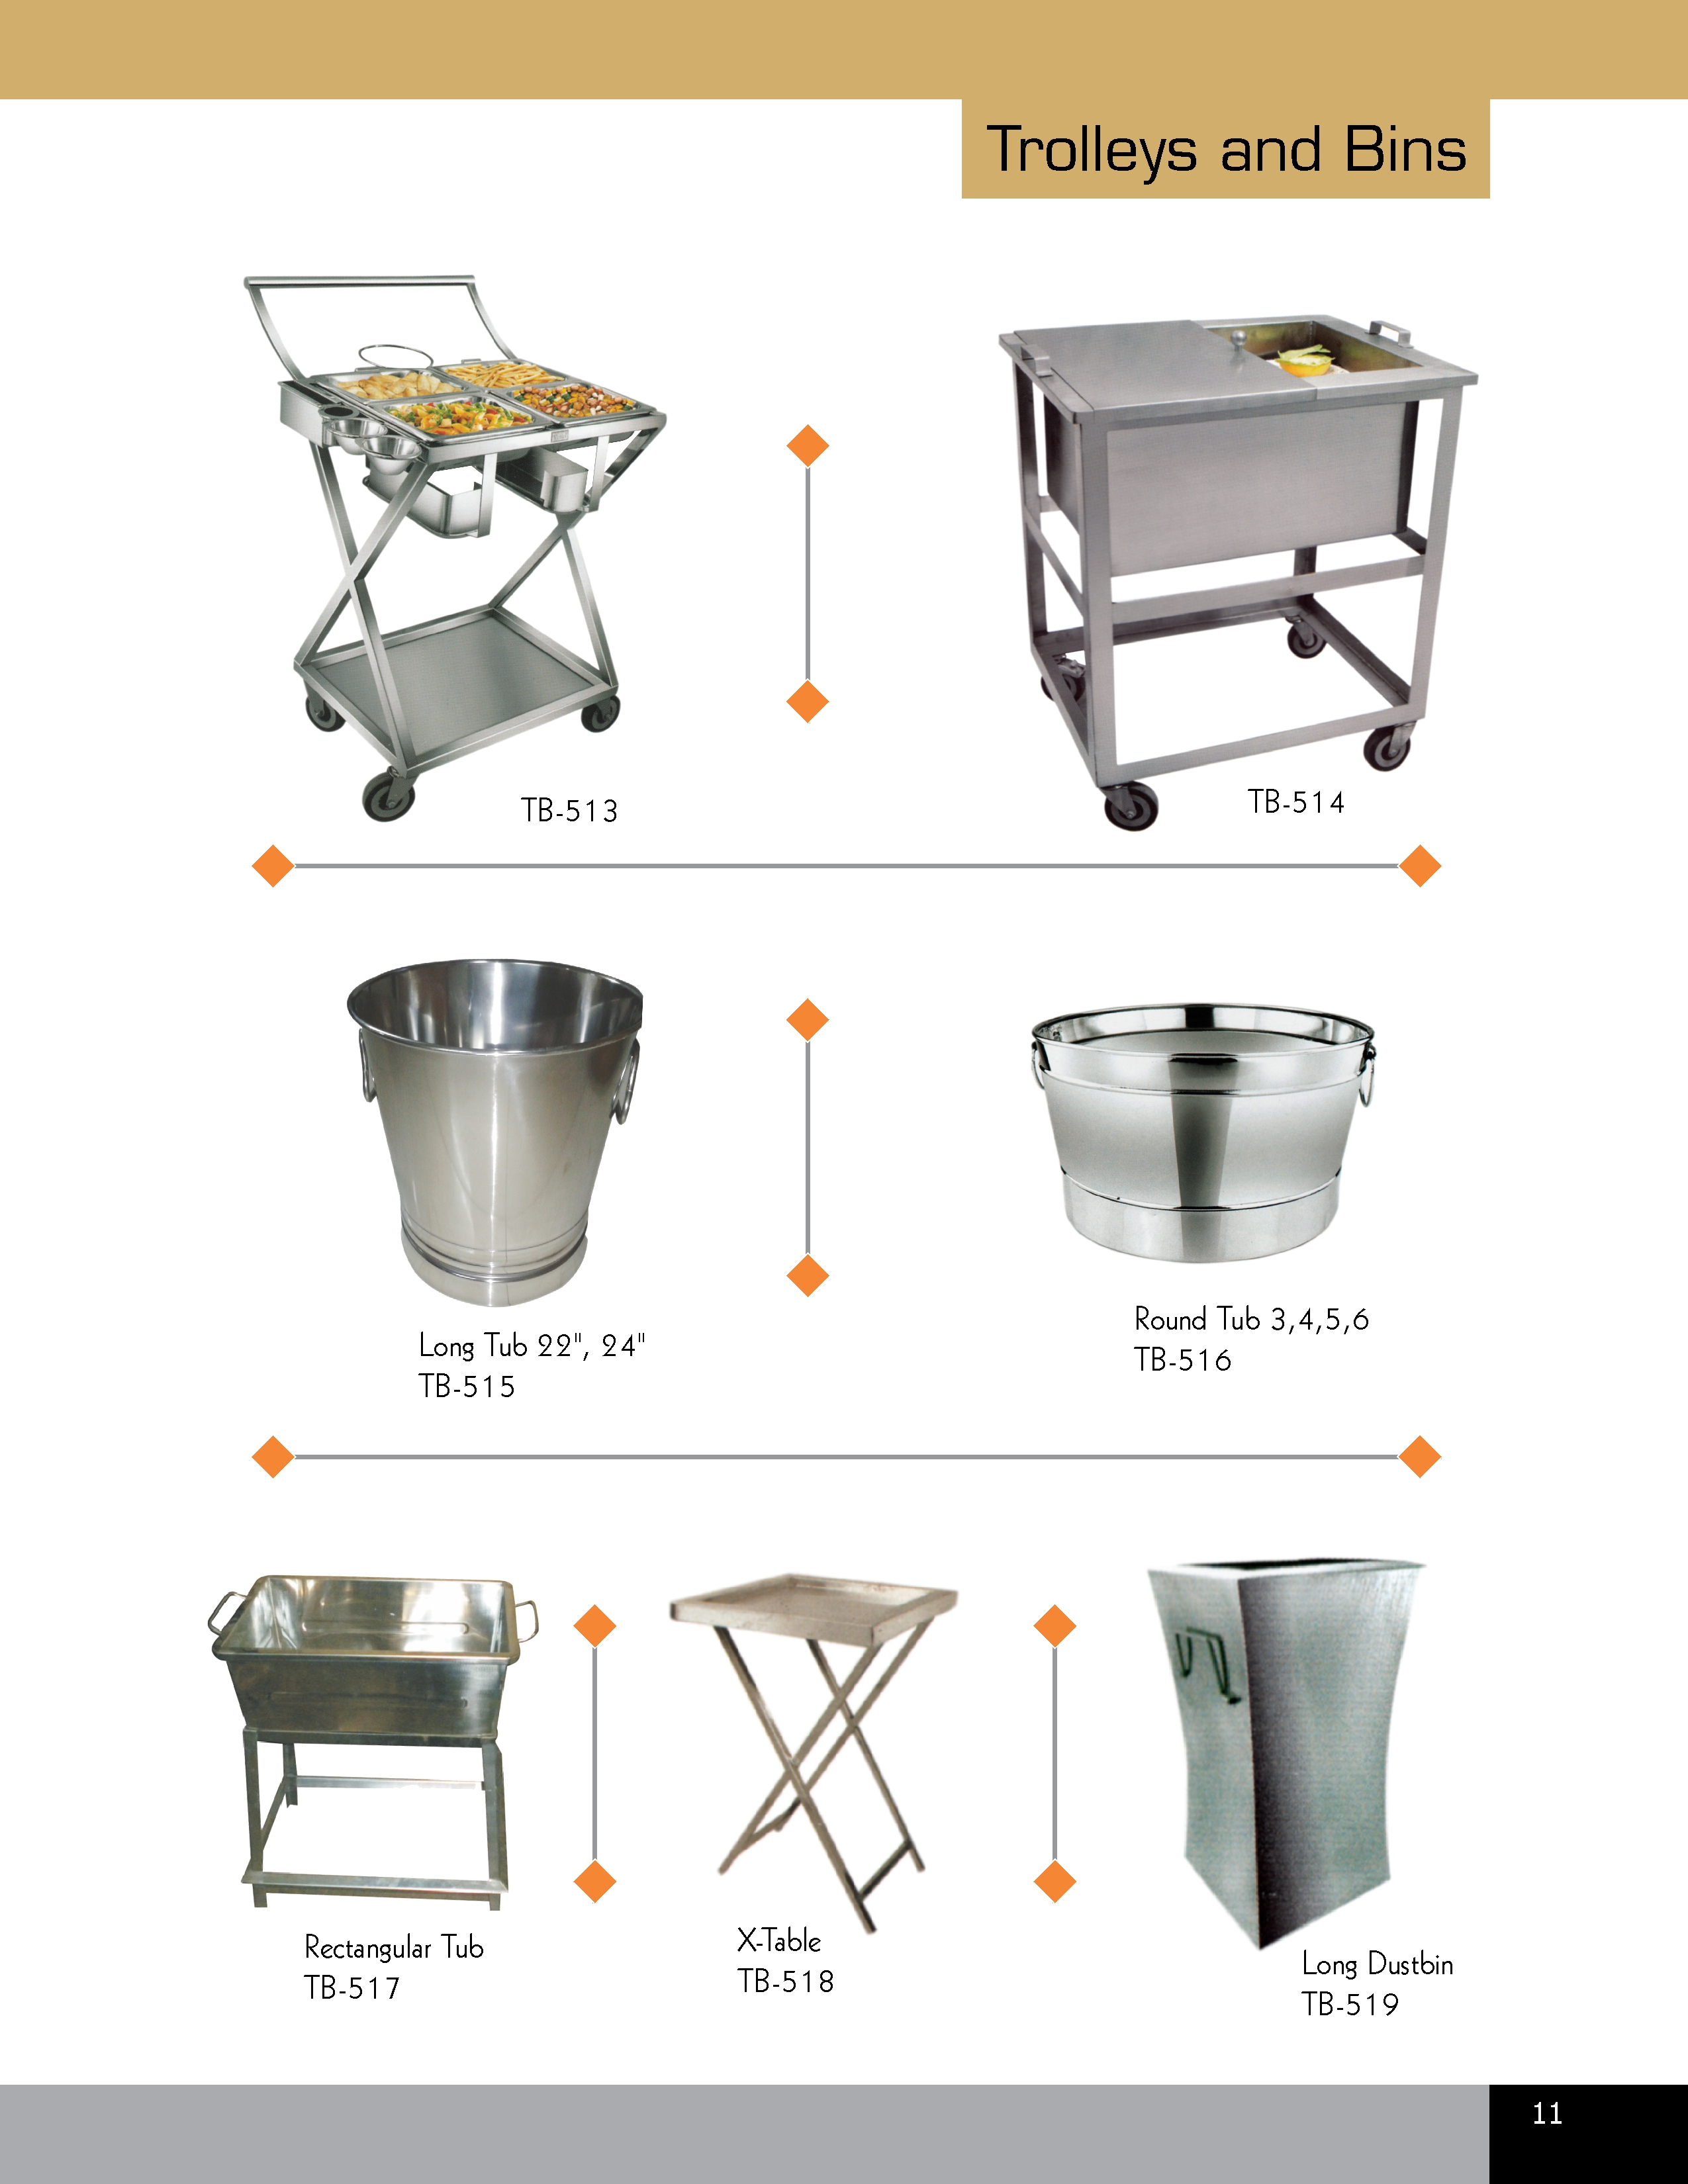 Trolleys and Bins
TB-513
TB-514
Long Tub 22", 24"
TB-515
Round Tub 3,4,5,6
TB-516
Rectangular Tub
TB-517
X-Table
TB-518
Long Dustbin
TB-519
11